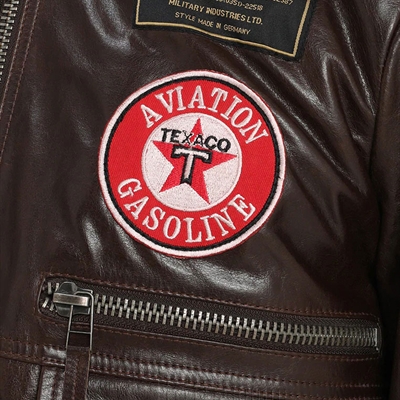 MILITARY INDUSTRIES LTD.
STYLE MADE IN GERMANY
AVIATION
TEXACO
T
GASOLINE